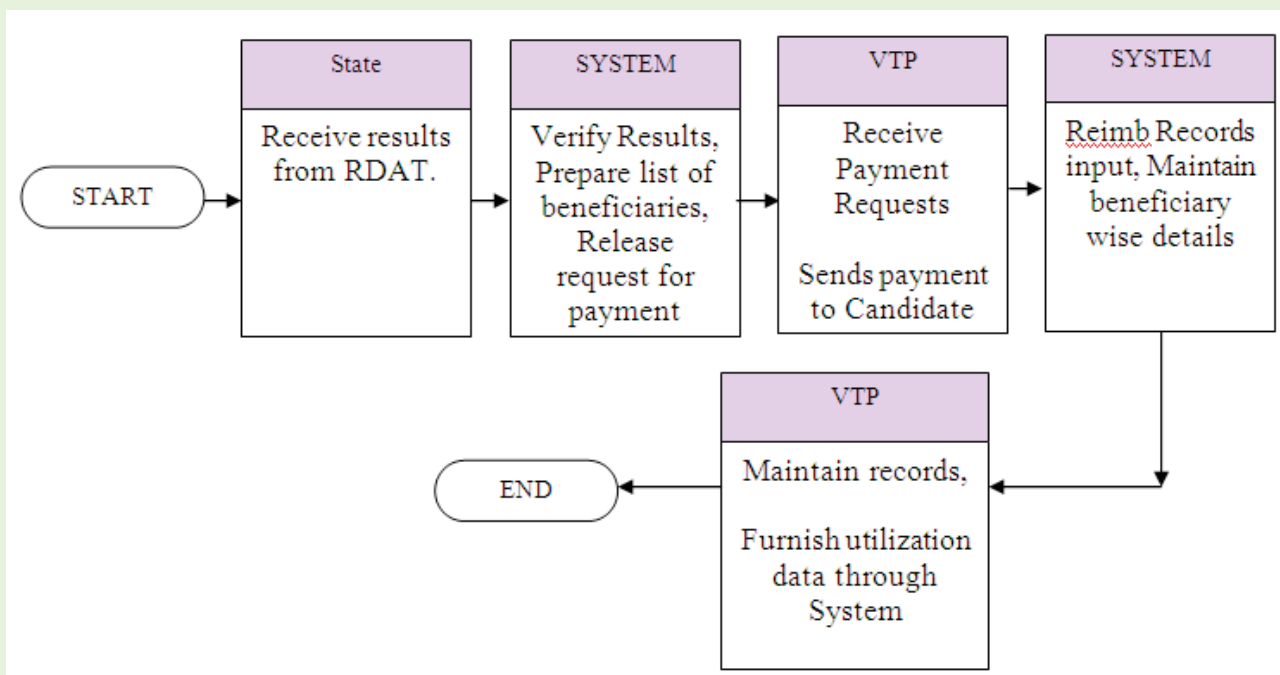 START
State
Receive results
from RDAT.
SYSTEM
Verify Results,
Prepare list of
beneficiaries,
Release
request for
payment
VTP
Receive
Payment
Requests
Sends payment
to Candidate
SYSTEM
Reimb Records
input, Maintain
beneficiary
wise details
VTP
Maintain records,
Furnish utilization
data through
System
END